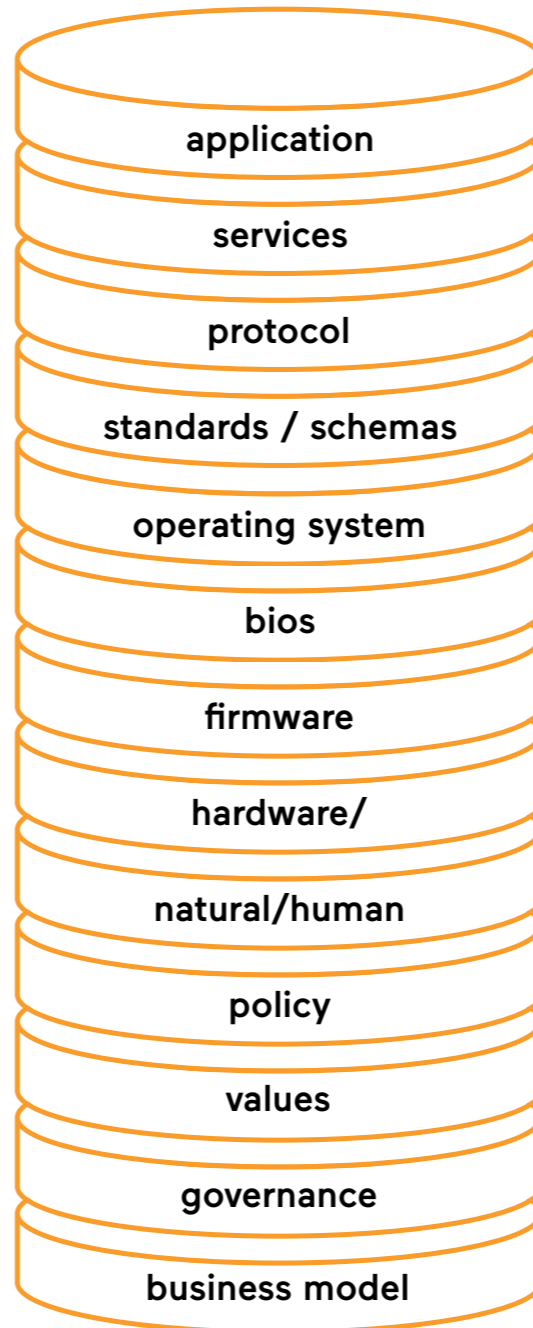 application
services
protocol
standards / schemas
operating system
bios
firmware
hardware/
natural/human
policy
values
governance
business model